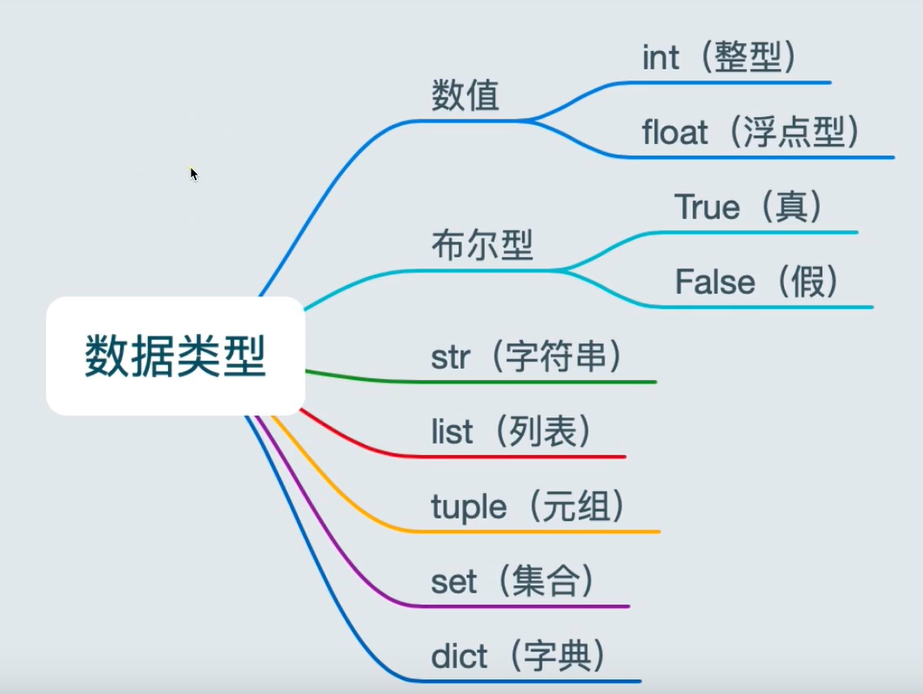 数据类型
数值
int（整型）
float（浮点型）
布尔型
True（真）
False（假）
str（字符串）
list（列表）
tuple（元组）
set（集合）
dict（字典）